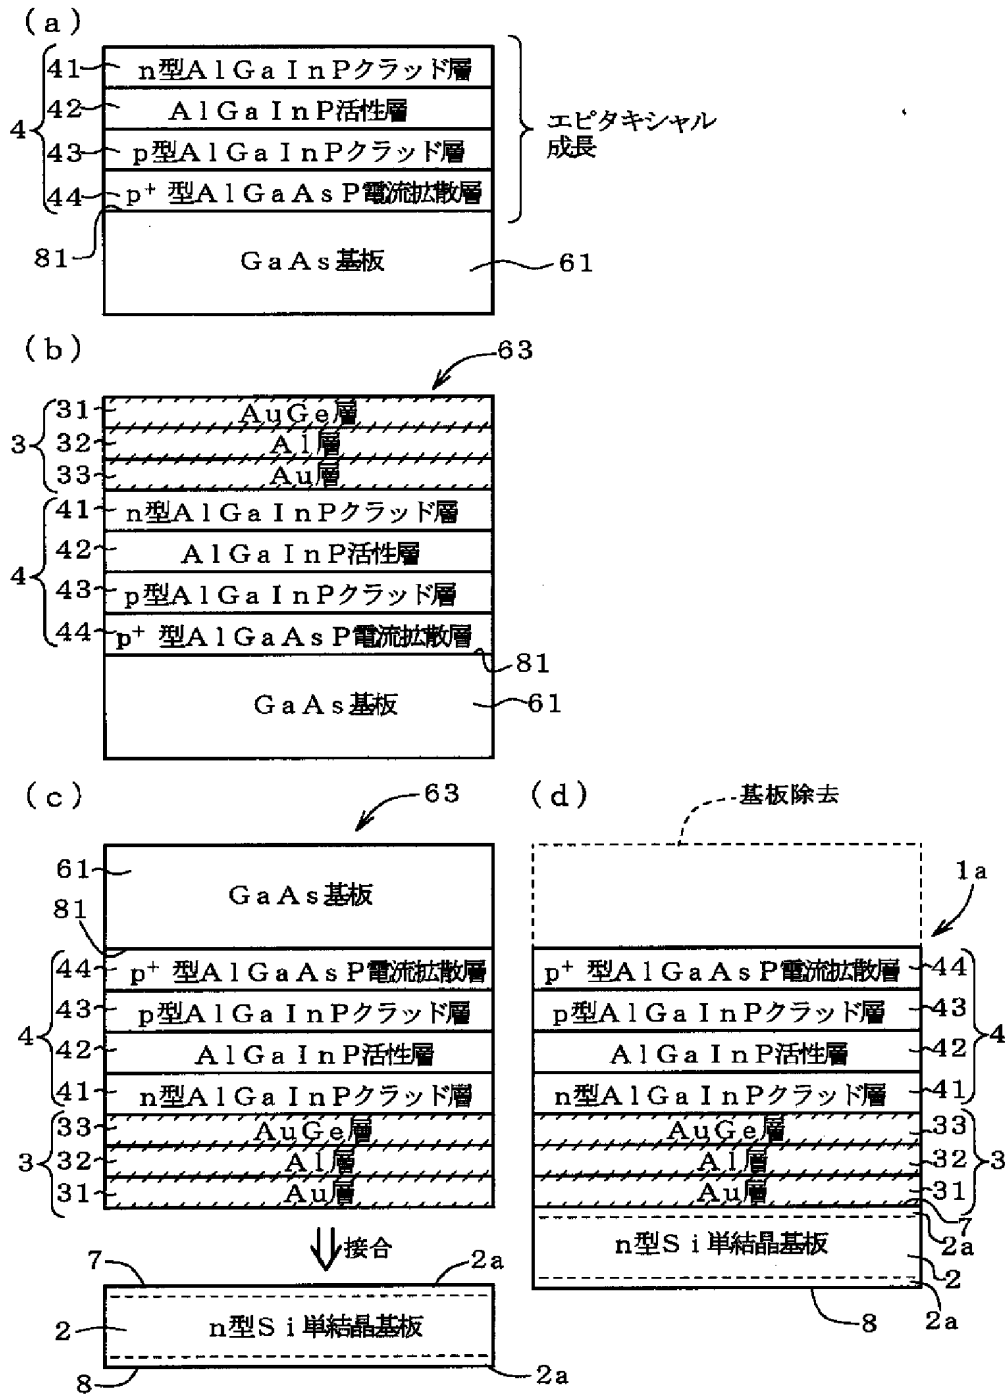 (a)
41 n型AlGaInPクラッド層
42 AlGaInP活性層
4
43 p型AlGaInPクラッド層
44 p+ 型AlGaAsP電流拡散層
エピタキシャル
成長
81
GaAs基板 61
(b)
63
31 AuGe層
3 32 Al層
33 Au層
41 n型AlGaInPクラッド層
42 AlGaInP活性層
4
43 p型AlGaInPクラッド層
44 p+ 型AlGaAsP電流拡散層
81
GaAs基板 61
(c)
63
61
GaAs基板
81
44 p+ 型AlGaAsP電流拡散層
43 p型AlGaInPクラッド層
4
42 AlGaInP活性層
41 n型AlGaInPクラッド層
33 AuGe層
3 32 Al層
31 Au層
接合
7 2a
2 n型Si単結晶基板
8 2a
(d)
基板除去
1a
p+ 型AlGaAsP電流拡散層 44
p型AlGaInPクラッド層 43
4
AlGaInP活性層 42
n型AlGaInPクラッド層 41
AuGe層 33
Al層 32 3
Au層 31
7
2a
n型Si単結晶基板
2
8 2a